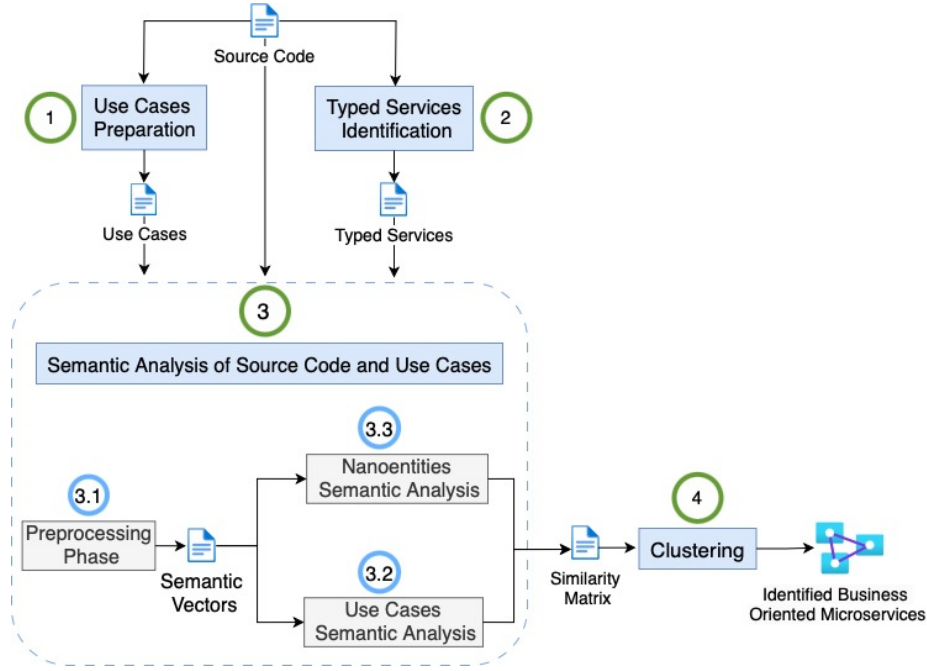 Source Code
1
Use Cases
Preparation
Typed Services
Identification
2
Use Cases
Typed Services
3
Semantic Analysis of Source Code and Use Cases
3.3
Nanoentities
Semantic Analysis
3.1
Preprocessing
Phase
Semantic
Vectors
3.2
Use Cases
Semantic Analysis
Similarity
Matrix
4
Clustering
Identified Business
Oriented Microservices